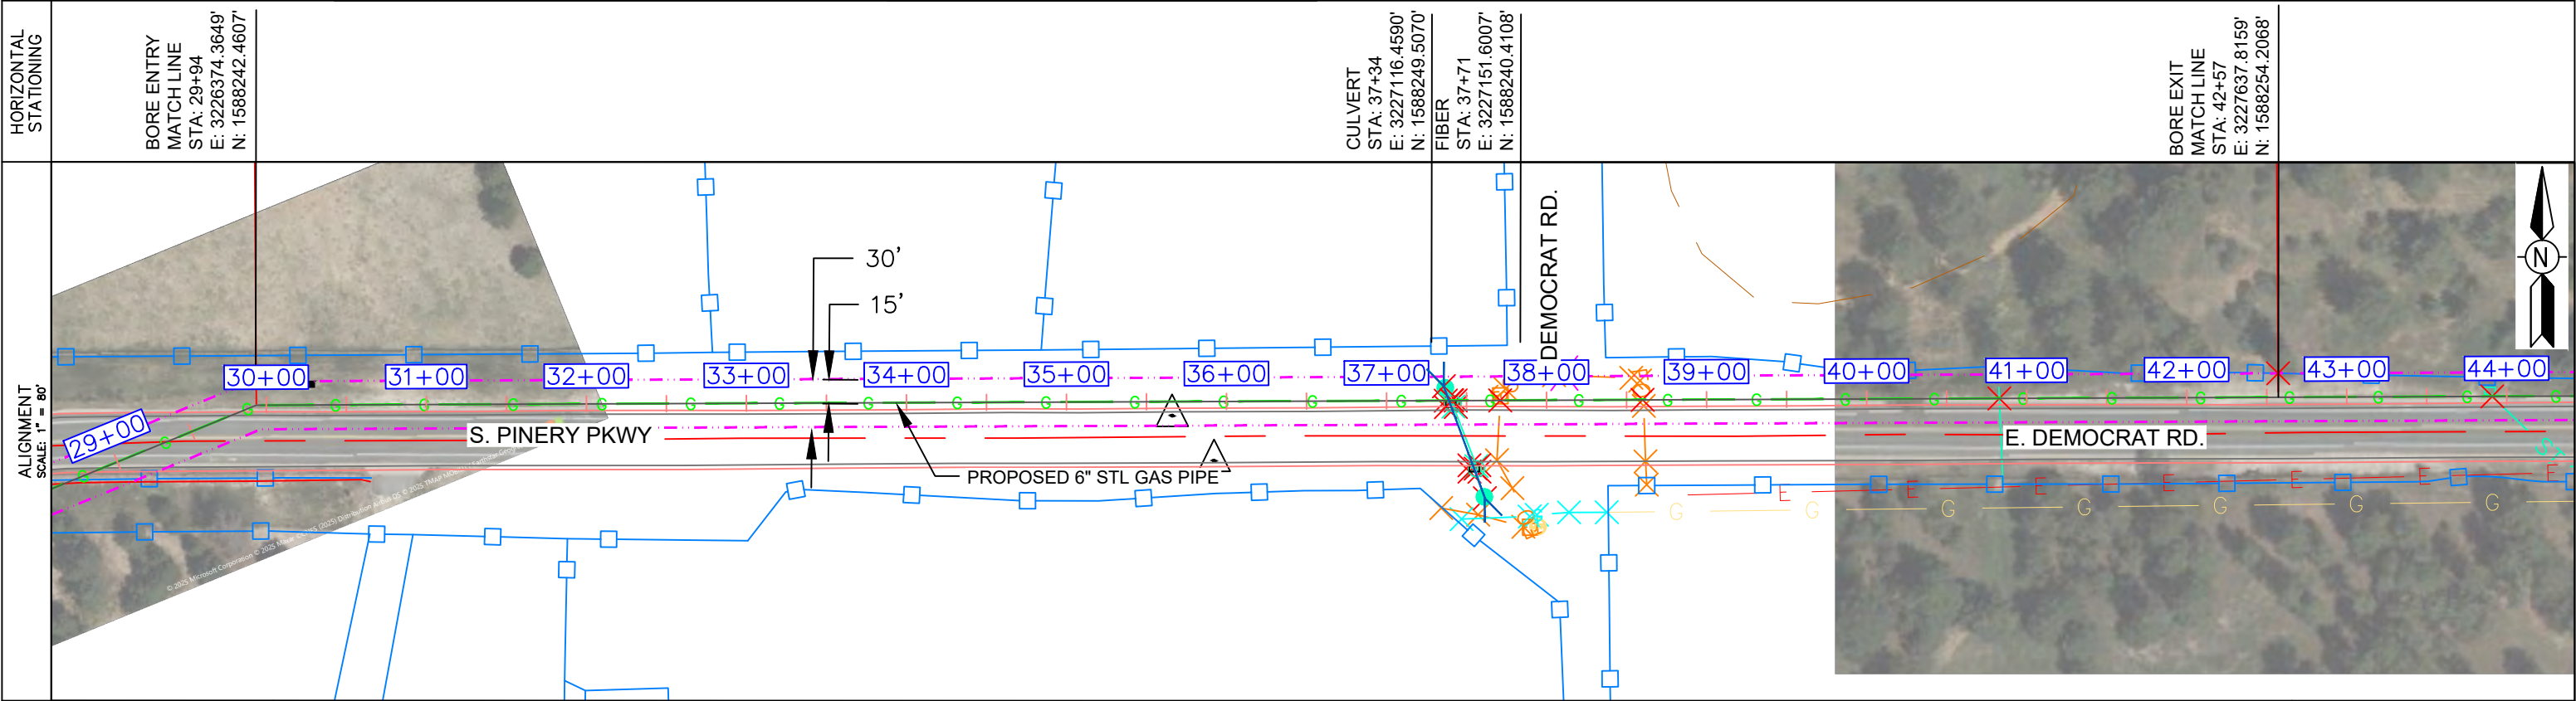 HORIZONTAL
STATIONING
BORE ENTRY
MATCH LINE
STA: 29+94
E: 3226374.3649'
N: 1588242.4607'
CULVERT
STA: 37+34
E: 3227116.4590'
N: 1588249.5070'
FIBER
STA: 37+71
E: 3227151.6007'
N: 1588240.4108'
BORE EXIT
MATCH LINE
STA: 42+57
E: 3227637.8159'
N: 1588254.2068'
ALIGNMENT
SCALE: 1" = 80'
DEMOCRAT RD.
N
30'
15'
29+00
30+00
31+00
32+00
33+00
34+00
35+00
36+00
37+00
38+00
39+00
40+00
41+00
42+00
43+00
44+00
G G G G G G G G G G G G G G G G G G G
S. PINERY PKWY
E. DEMOCRAT RD.
PROPOSED 6" STL GAS PIPE
ST
E E E E E E
G G G G G G G